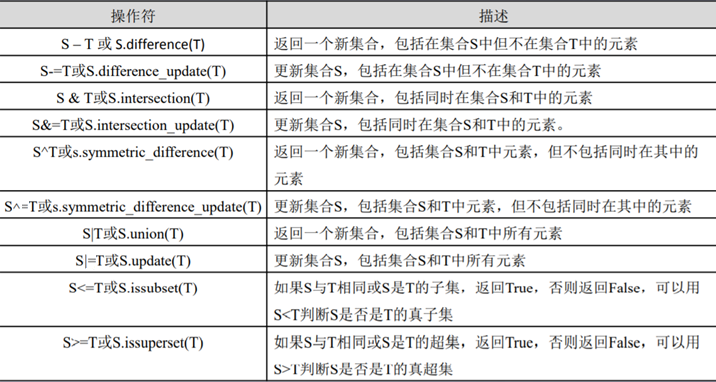 操作符 描述
S – T 或 S.difference(T) 返回一个新集合，包括在集合S中但不在集合T中的元素
S-=T或S.difference_update(T) 更新集合S，包括在集合S中但不在集合T中的元素
S & T或S.intersection(T) 返回一个新集合，包括同时在集合S和T中的元素
S&=T或S.intersection_update(T) 更新集合S，包括同时在集合S和T中的元素。
S^T或s.symmetric_difference(T) 返回一个新集合，包括集合S和T中元素，但不包括同时在其中的
元素
S^=T或s.symmetric_difference_update(T) 更新集合S，包括集合S和T中元素，但不包括同时在其中的元素
S|T或S.union(T) 返回一个新集合，包括集合S和T中所有元素
S|=T或S.update(T) 更新集合S，包括集合S和T中所有元素
S<=T或S.issubset(T) 如果S与T相同或S是T的子集，返回True，否则返回False，可以用
S<T判断S是否是T的真子集
S>=T或S.issuperset(T) 如果S与T相同或S是T的超集，返回True，否则返回False，可以用
S>T判断S是否是T的真超集